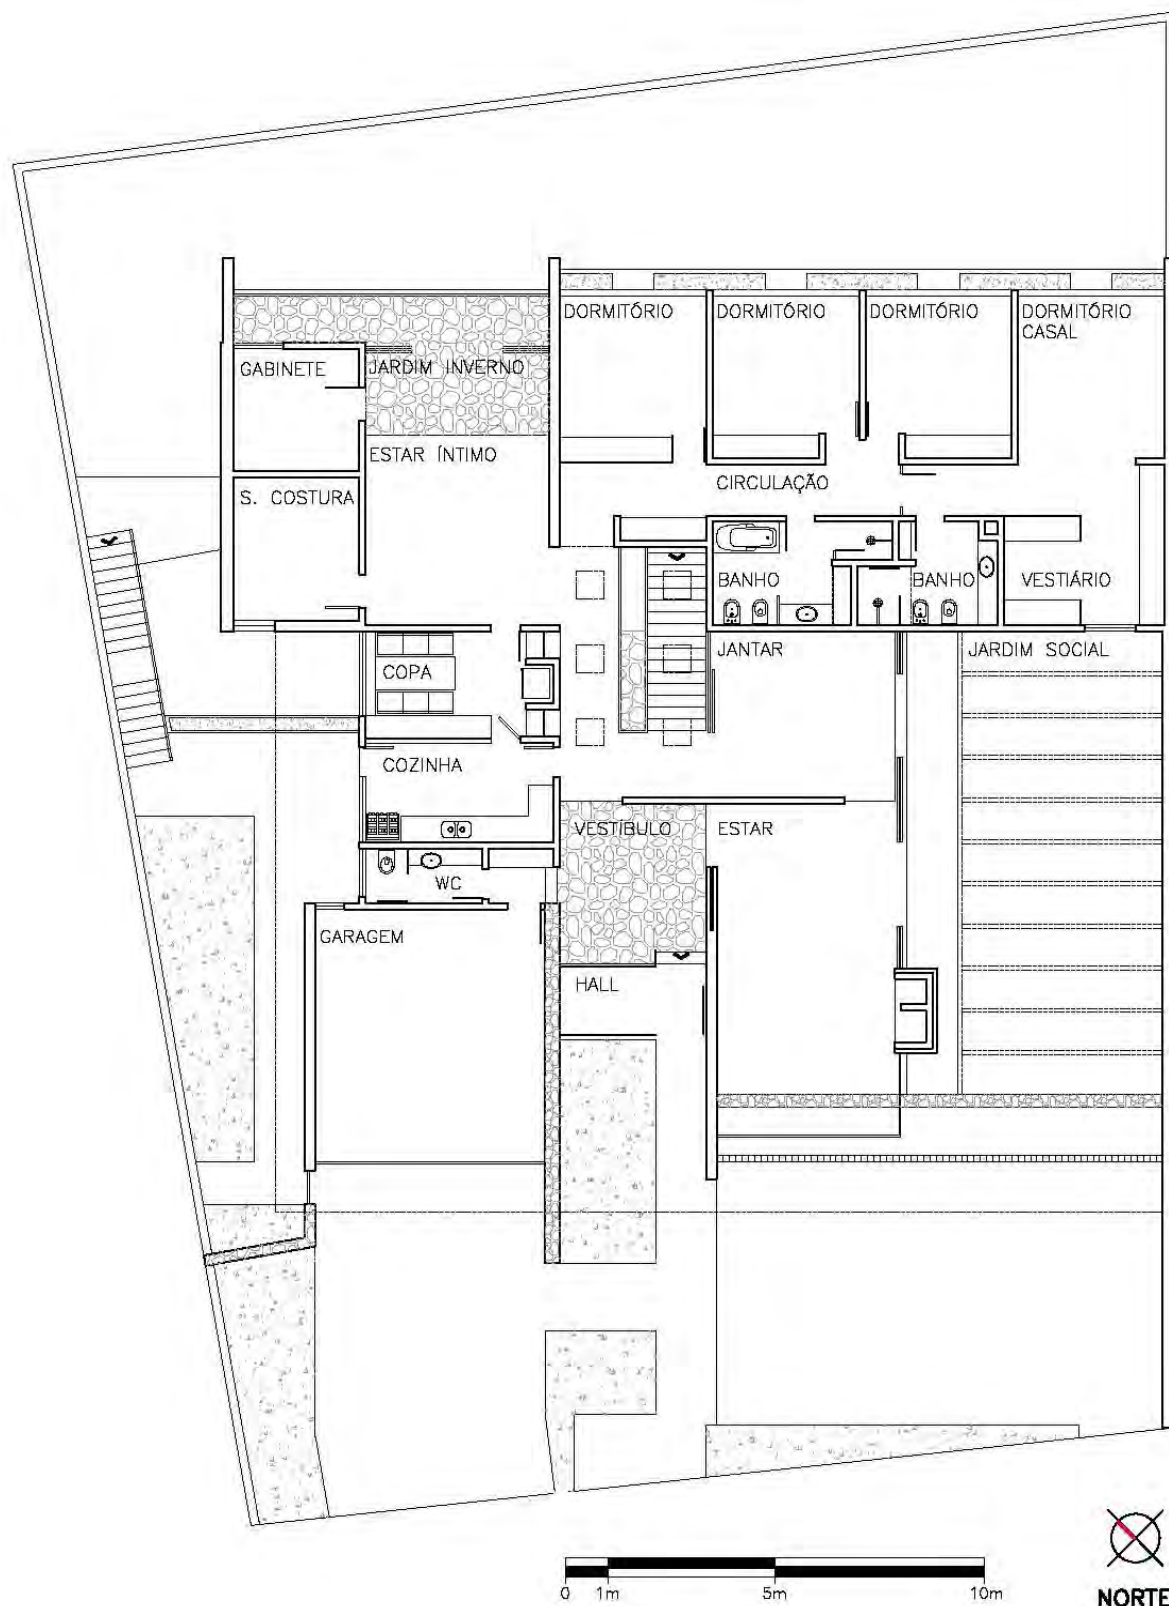 DORMITÓRIO
DORMITÓRIO
DORMITÓRIO
DORMITÓRIO
CASAL
GABINETE
JARDIM INVERNO
ESTAR ÍNTIMO
S. COSTURA
CIRCULAÇÃO
BANHO
BANHO
VESTIÁRIO
COPA
JANTAR
JARDIM SOCIAL
COZINHA
VESTÍBULO
ESTAR
WC
GARAGEM
HALL
0 1m 5m 10m
NORTE